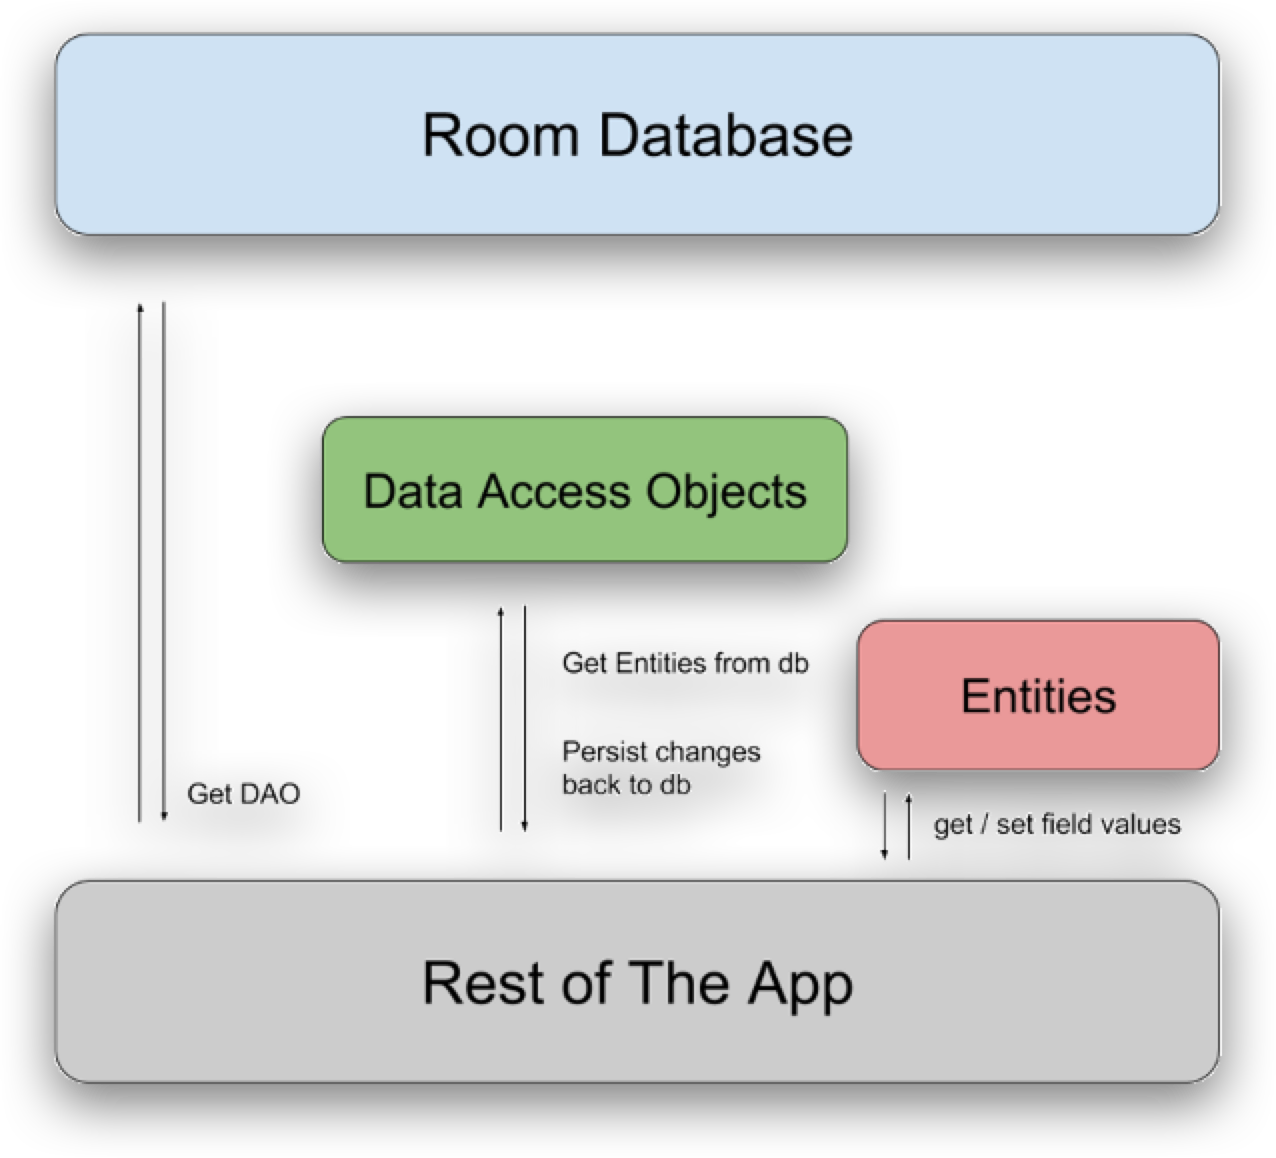 Room Database
Data Access Objects
Get Entities from db
Entities
Persist changes
back to db
Get DAO
get / set field values
Rest of The App